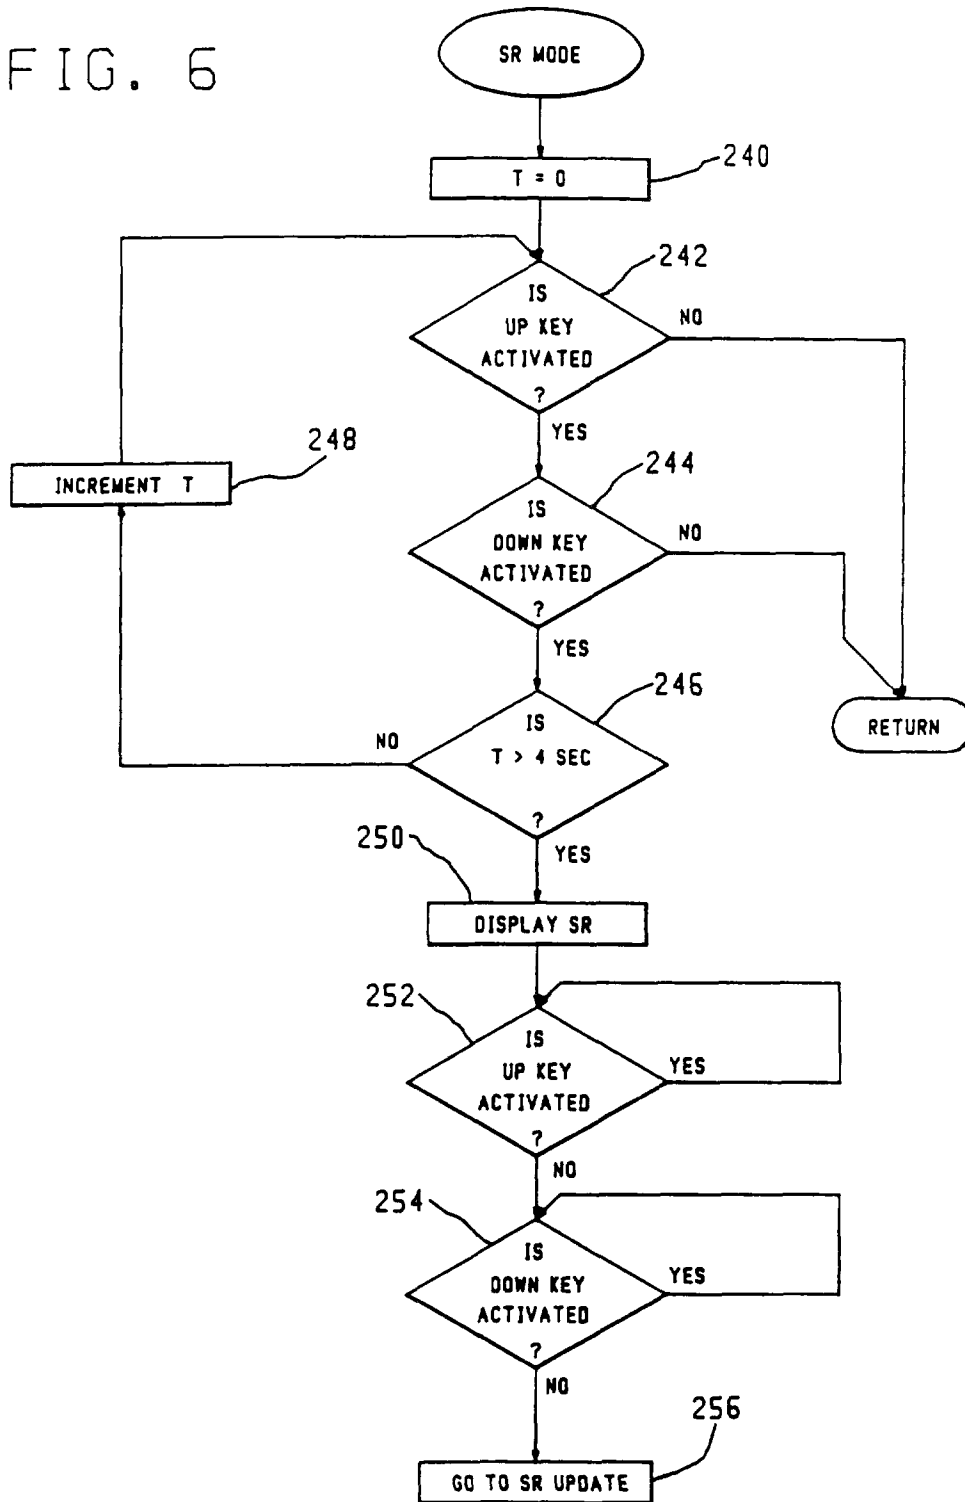 FIG. 6
SR MODE
T = 0
240
242
IS
UP KEY
ACTIVATED
?
NO
YES
248
INCREMENT T
244
IS
DOWN KEY
ACTIVATED
?
NO
YES
246
IS
T > 4 SEC
?
NO
YES
RETURN
250
DISPLAY SR
252
IS
UP KEY
ACTIVATED
?
YES
NO
254
IS
DOWN KEY
ACTIVATED
?
YES
NO
256
GO TO SR UPDATE